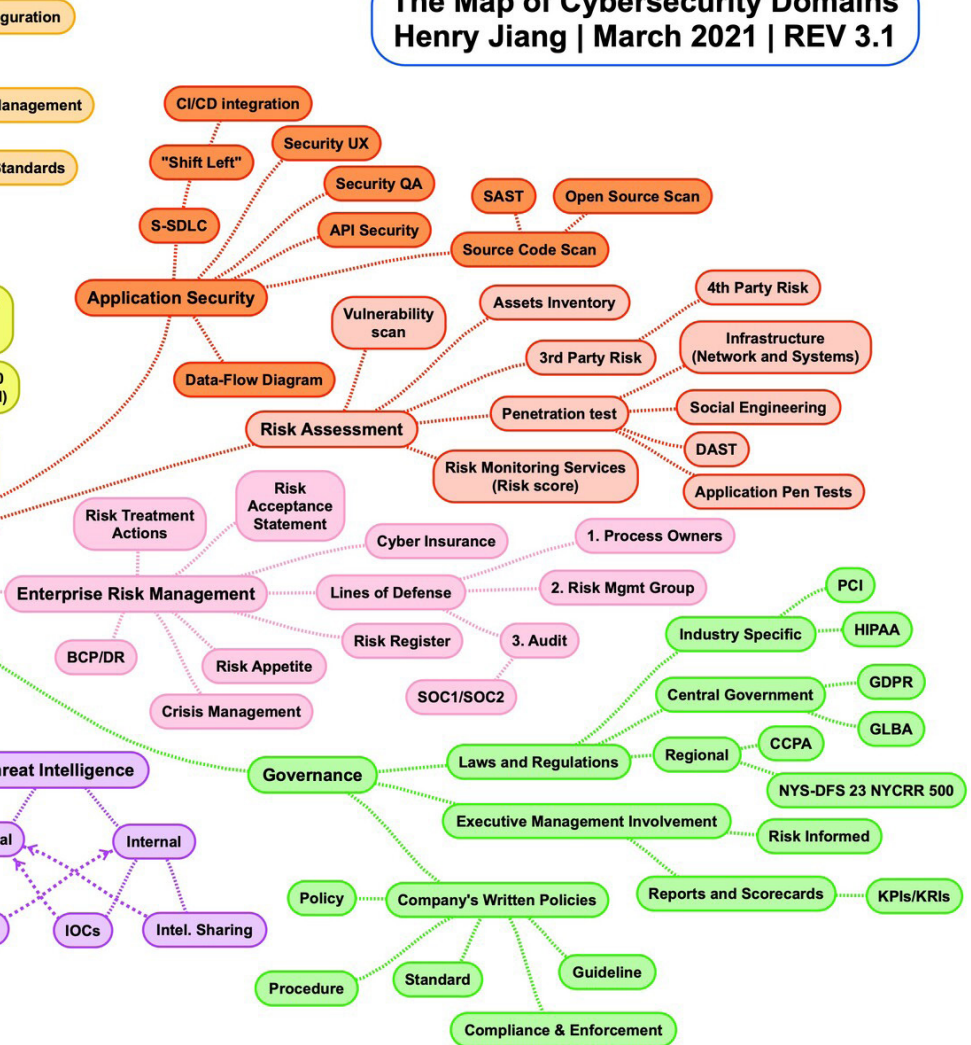 The Map of Cybersecurity Domains
Henry Jiang | March 2021 | REV 3.1
guration
anagement
Standards
CI/CD integration
"Shift Left"
S-SDLC
Security UX
Security QA
API Security
SAST
Open Source Scan
Source Code Scan
Application Security
Data-Flow Diagram
Vulnerability
scan
Assets Inventory
4th Party Risk
3rd Party Risk
Infrastructure
(Network and Systems)
Penetration test
Social Engineering
DAST
Application Pen Tests
Risk Assessment
Risk Monitoring Services
(Risk score)
Risk Treatment
Actions
Risk
Acceptance
Statement
Cyber Insurance
1. Process Owners
Enterprise Risk Management
Lines of Defense
2. Risk Mgmt Group
Risk Register
3. Audit
SOC1/SOC2
BCP/DR
Risk Appetite
Crisis Management
PCI
Industry Specific
HIPAA
Central Government
GDPR
GLBA
Laws and Regulations
Regional
CCPA
NYS-DFS 23 NYCRR 500
Governance
Executive Management Involvement
Risk Informed
Reports and Scorecards
KPIs/KRIs
Policy
Company's Written Policies
Procedure
Standard
Guideline
Compliance & Enforcement
reat Intelligence
al
Internal
IOCs
Intel. Sharing